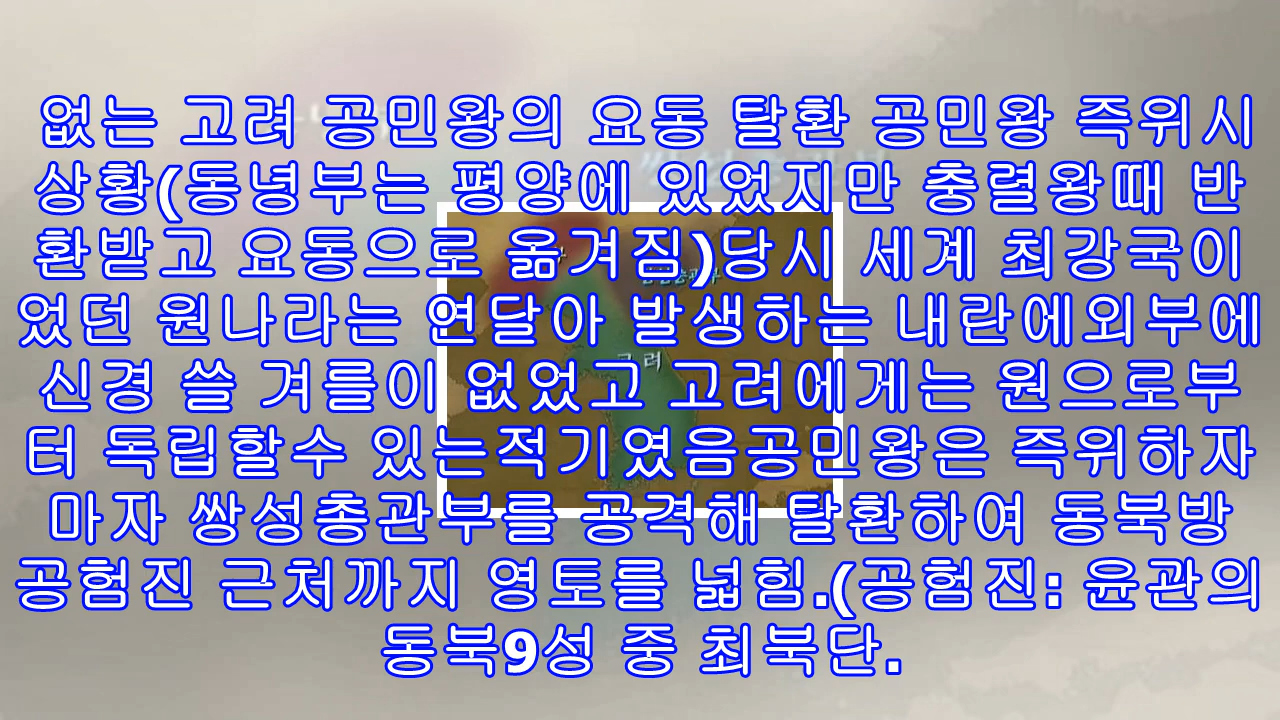 없는 고려 공민왕의 요동 탈환 공민왕 즉위시
상황(동녕부는 평양에 있었지만 충렬왕때 반
환받고 요동으로 옮겨짐)당시 세계 최강국이
었던 원나라는 연달아 발생하는 내란에외부에
신경 쓸 겨를이 없었고 고려에게는 원으로부
터 독립할수 있는적기였음공민왕은 즉위하자
마자 쌍성총관부를 공격해 탈환하여 동북방
공험진 근처까지 영토를 넓힘.(공험진: 윤관의
동북9성 중 최북단.
고려